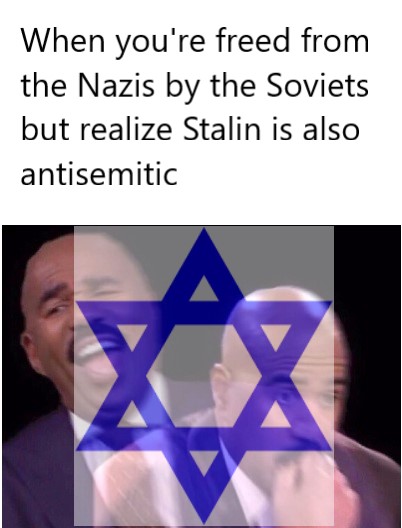 When you're freed from
the Nazis by the Soviets
but realize Stalin is also
antisemitic